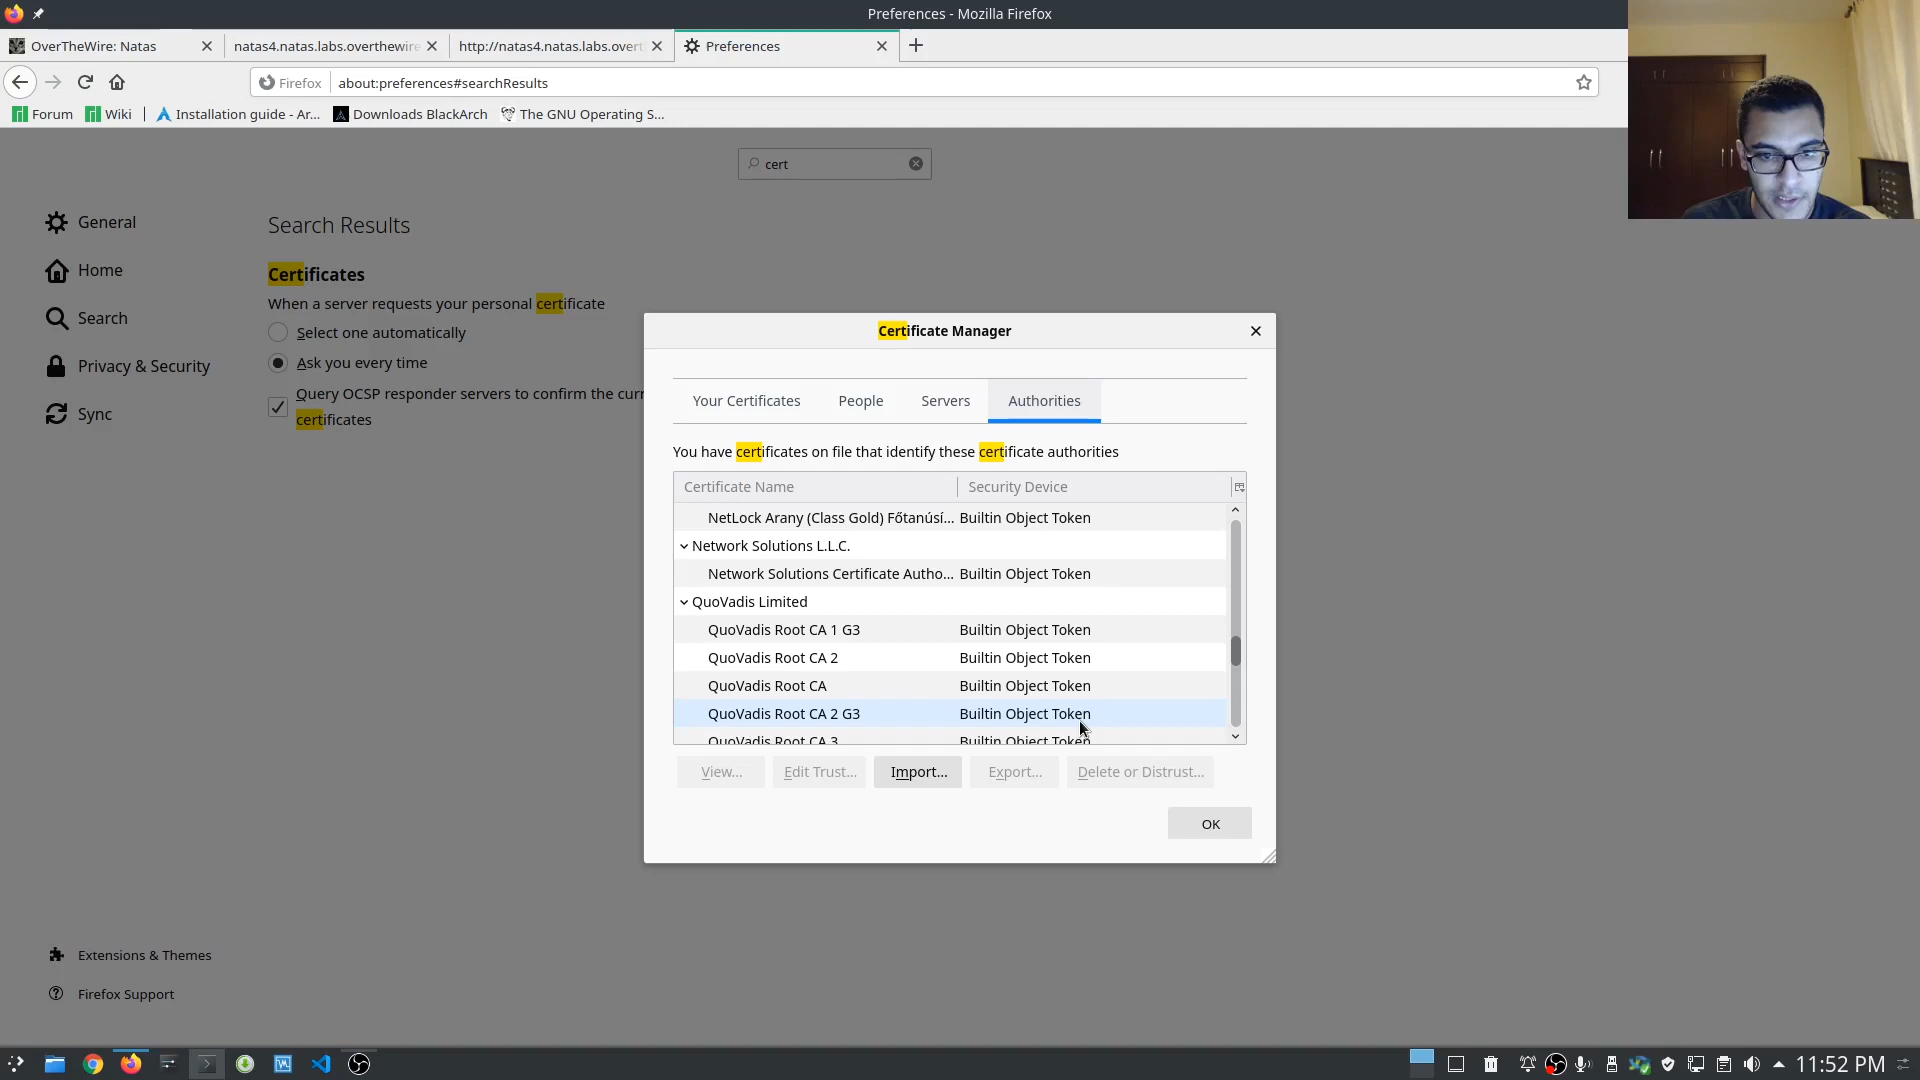 Preferences - Mozilla Firefox
OverTheWire: Natas
natas4.natas.labs.overthewire
http://natas4.natas.labs.overt
Preferences
Firefox
about:preferences#searchResults
Forum
Wiki
Installation guide - Ar...
Downloads BlackArch
The GNU Operating S...
cert
General
Home
Search
Privacy & Security
Sync
Search Results
Certificates
When a server requests your personal certificate
Select one automatically
Ask you every time
Query OCSP responder servers to confirm the curr
certificates
Certificate Manager
Your Certificates
People
Servers
Authorities
You have certificates on file that identify these certificate authorities
Certificate Name
Security Device
NetLock Arany (Class Gold) Főtanúsí... Builtin Object Token
Network Solutions L.L.C.
Network Solutions Certificate Autho... Builtin Object Token
QuoVadis Limited
QuoVadis Root CA 1 G3 Builtin Object Token
QuoVadis Root CA 2 Builtin Object Token
QuoVadis Root CA Builtin Object Token
QuoVadis Root CA 2 G3 Builtin Object Token
QuoVadis Root CA 3 Builtin Object Token
View...
Edit Trust...
Import...
Export...
Delete or Distrust...
OK
Extensions & Themes
Firefox Support
11:52 PM